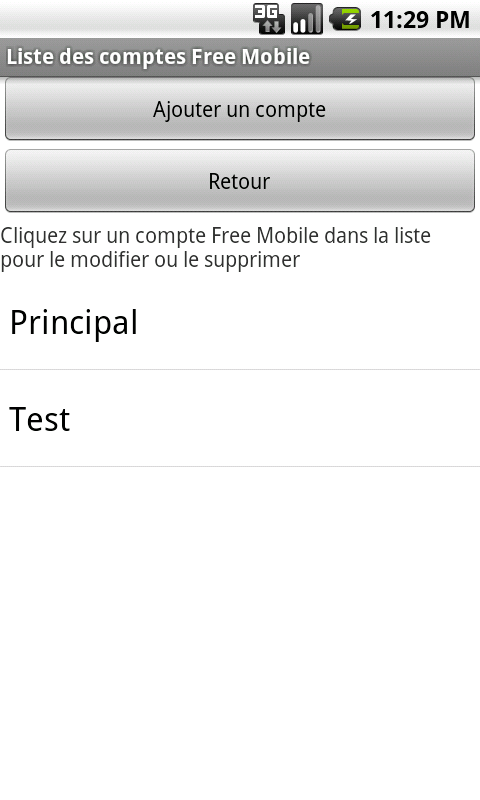 3G 11:29 PM
Liste des comptes Free Mobile
Ajouter un compte
Retour
Cliquez sur un compte Free Mobile dans la liste
pour le modifier ou le supprimer
Principal
Test